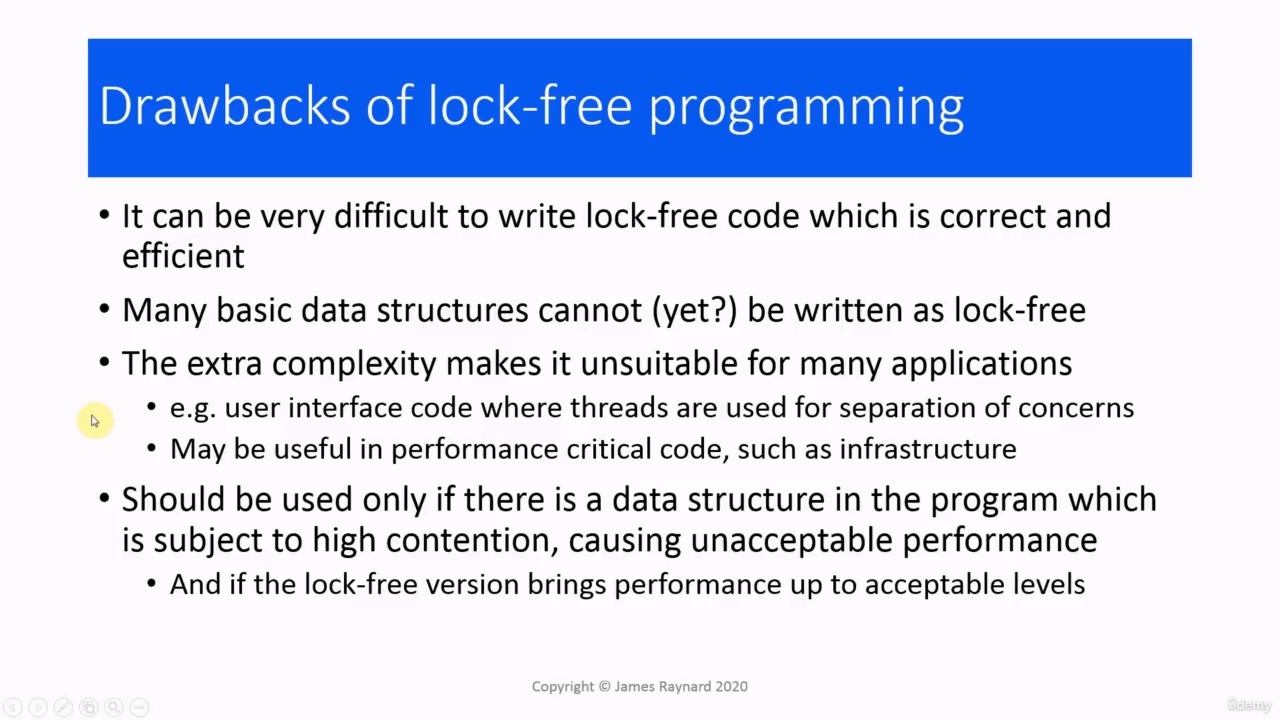 Drawbacks of lock-free programming
• It can be very difficult to write lock-free code which is correct and
efficient
• Many basic data structures cannot (yet?) be written as lock-free
• The extra complexity makes it unsuitable for many applications
• e.g. user interface code where threads are used for separation of concerns
• May be useful in performance critical code, such as infrastructure
• Should be used only if there is a data structure in the program which
is subject to high contention, causing unacceptable performance
• And if the lock-free version brings performance up to acceptable levels
Copyright © James Raynard 2020
ûdemy